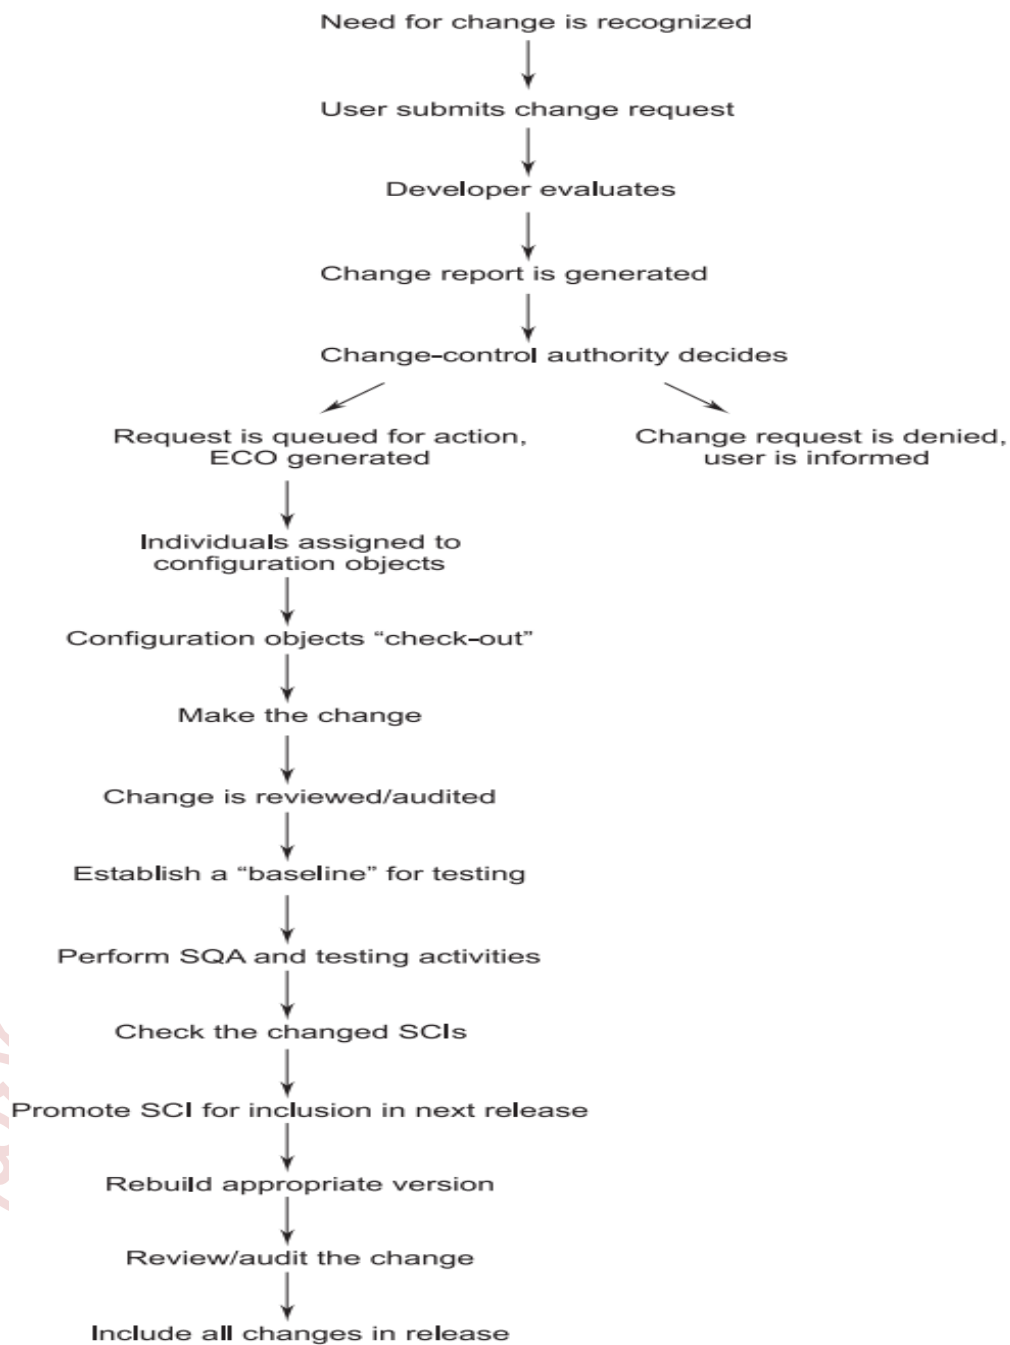 Need for change is recognized
User submits change request
Developer evaluates
Change report is generated
Change-control authority decides
Request is queued for action,
ECO generated
Change request is denied,
user is informed
Individuals assigned to
configuration objects
Configuration objects “check-out”
Make the change
Change is reviewed/audited
Establish a “baseline” for testing
Perform SQA and testing activities
Check the changed SCIs
Promote SCI for inclusion in next release
Rebuild appropriate version
Review/audit the change
Include all changes in release